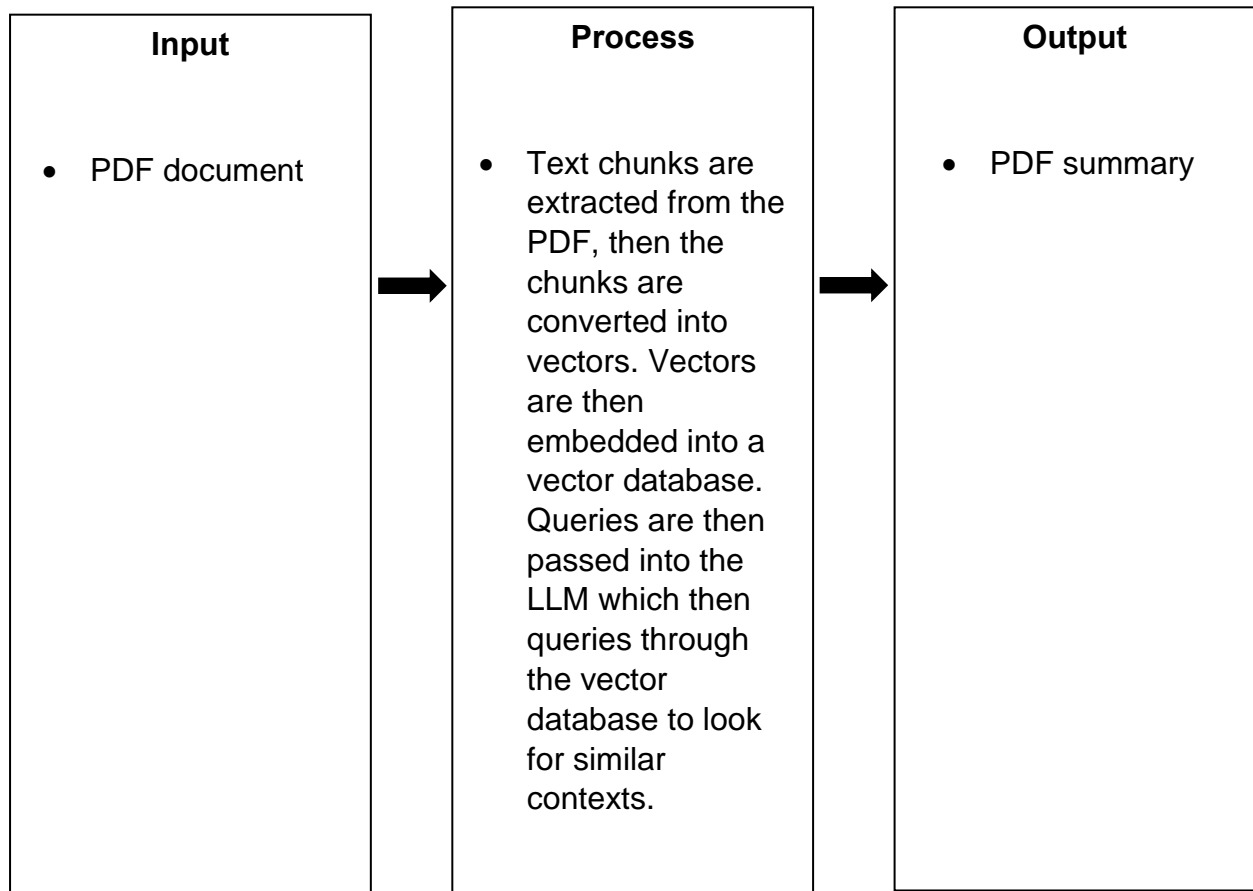 Input
• PDF document
Process
• Text chunks are
extracted from the
PDF, then the
chunks are
converted into
vectors. Vectors
are then
embedded into a
vector database.
Queries are then
passed into the
LLM which then
queries through
the vector
database to look
for similar
contexts.
Output
• PDF summary